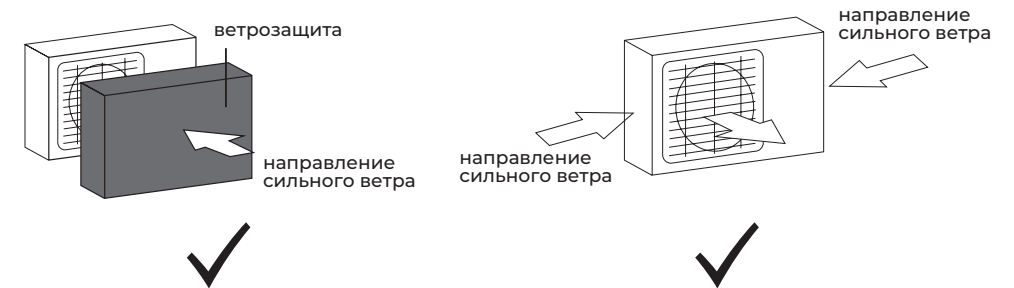 ветрозащита
направление
сильного ветра
направление
сильного ветра
направление
сильного ветра